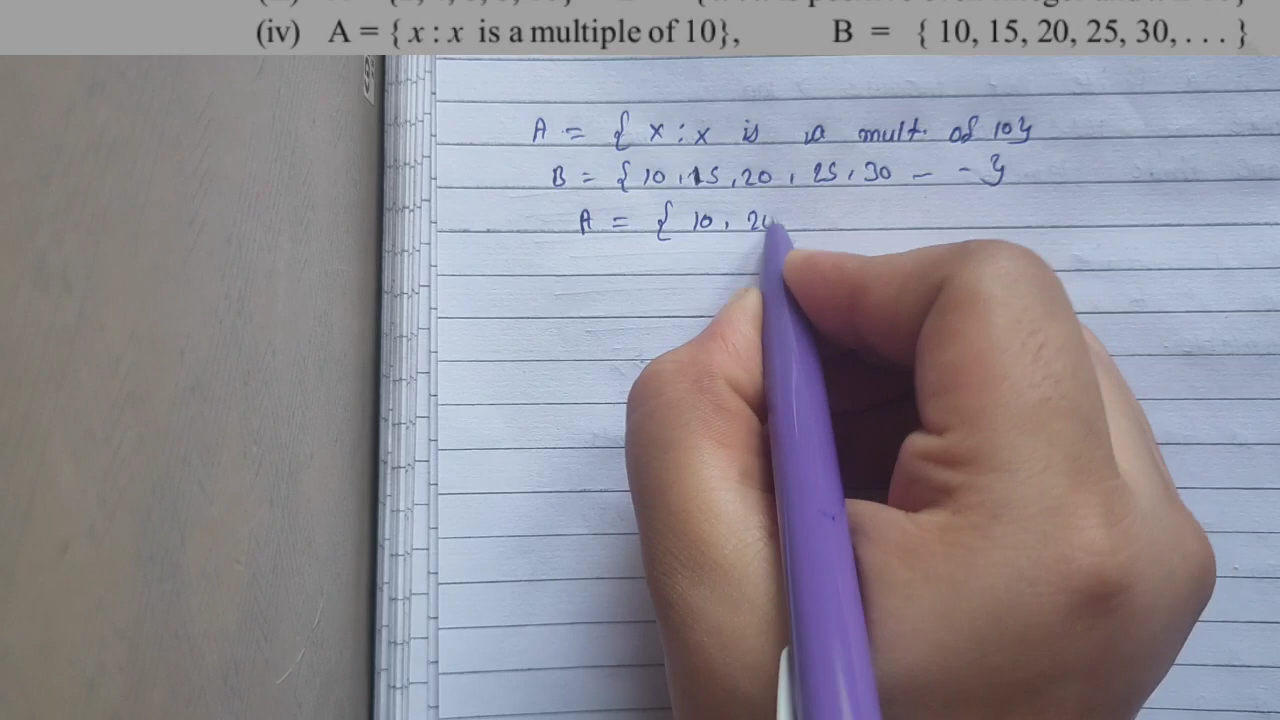 (iv) A = { x : x is a multiple of 10}, B = { 10, 15, 20, 25, 30, . . . }
A = { x : x is a mult. of 10}
B = { 10, 15, 20, 25, 30 - - }
A = { 10, 20